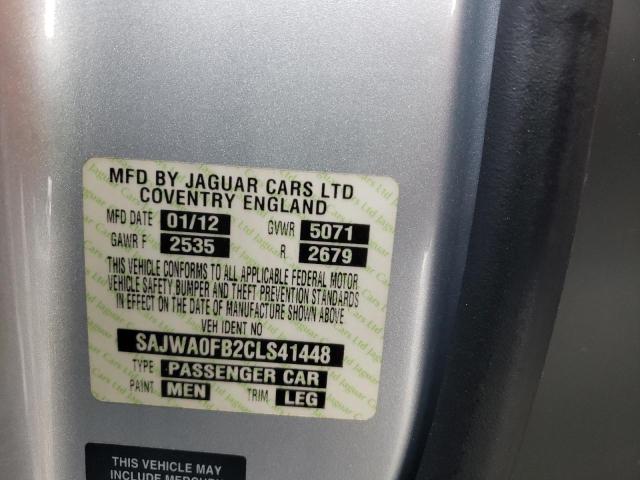 MFD BY JAGUAR CARS LTD
COVENTRY ENGLAND
MFD DATE 01/12 GVWR 5071
GAWR F 2535 R 2679
THIS VEHICLE CONFORMS TO ALL APPLICABLE FEDERAL MOTOR
VEHICLE SAFETY BUMPER AND THEFT PREVENTION STANDARDS
IN EFFECT ON THE DATE OF MANUFACTURE SHOWN ABOVE
VEH IDENT NO
SAJWA0FB2CLS41448
TYPE PASSENGER CAR
PAINT MEN TRIM LEG
THIS VEHICLE MAY
INCLUDE MERCURY